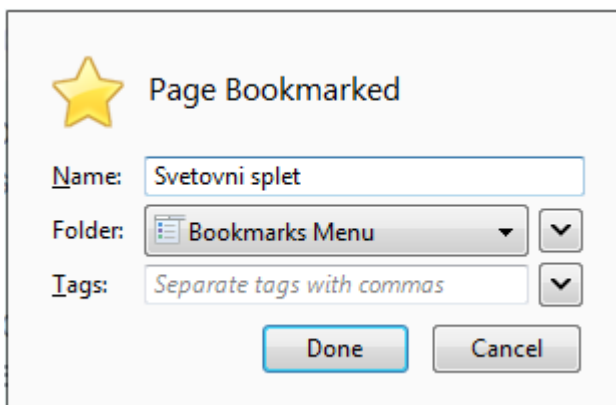 Page Bookmarked
Name: Svetovni splet
Folder: Bookmarks Menu
Tags: Separate tags with commas
Done Cancel